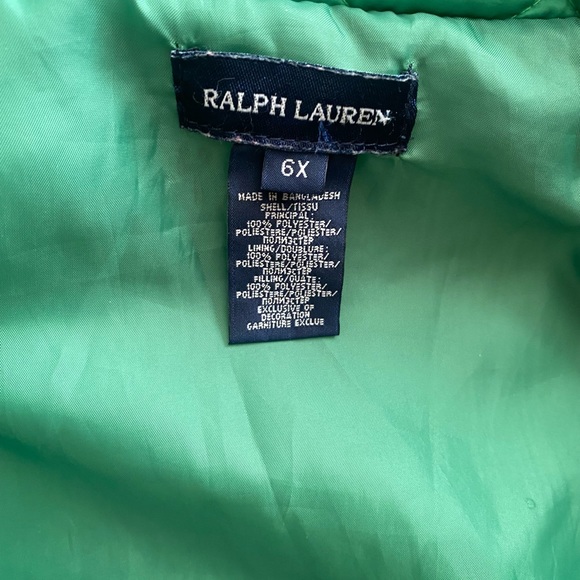 RALPH LAUREN
6X
MADE IN BANGLADESH
SHELL/TISSU
PRINCIPAL:
100% POLYESTER/
POLIESTERE/POLIESTER/
ПОЛИЭСТЕР
LINING/DOUBLURE:
100% POLYESTER/
POLIESTERE/POLIESTER/
ПОЛИЭСТЕР
FILLING/OUATE:
100% POLYESTER/
POLIESTERE/POLIESTER/
ПОЛИЭСТЕР
EXCLUSIVE OF
DECORATION
GARNITURE EXCLUE